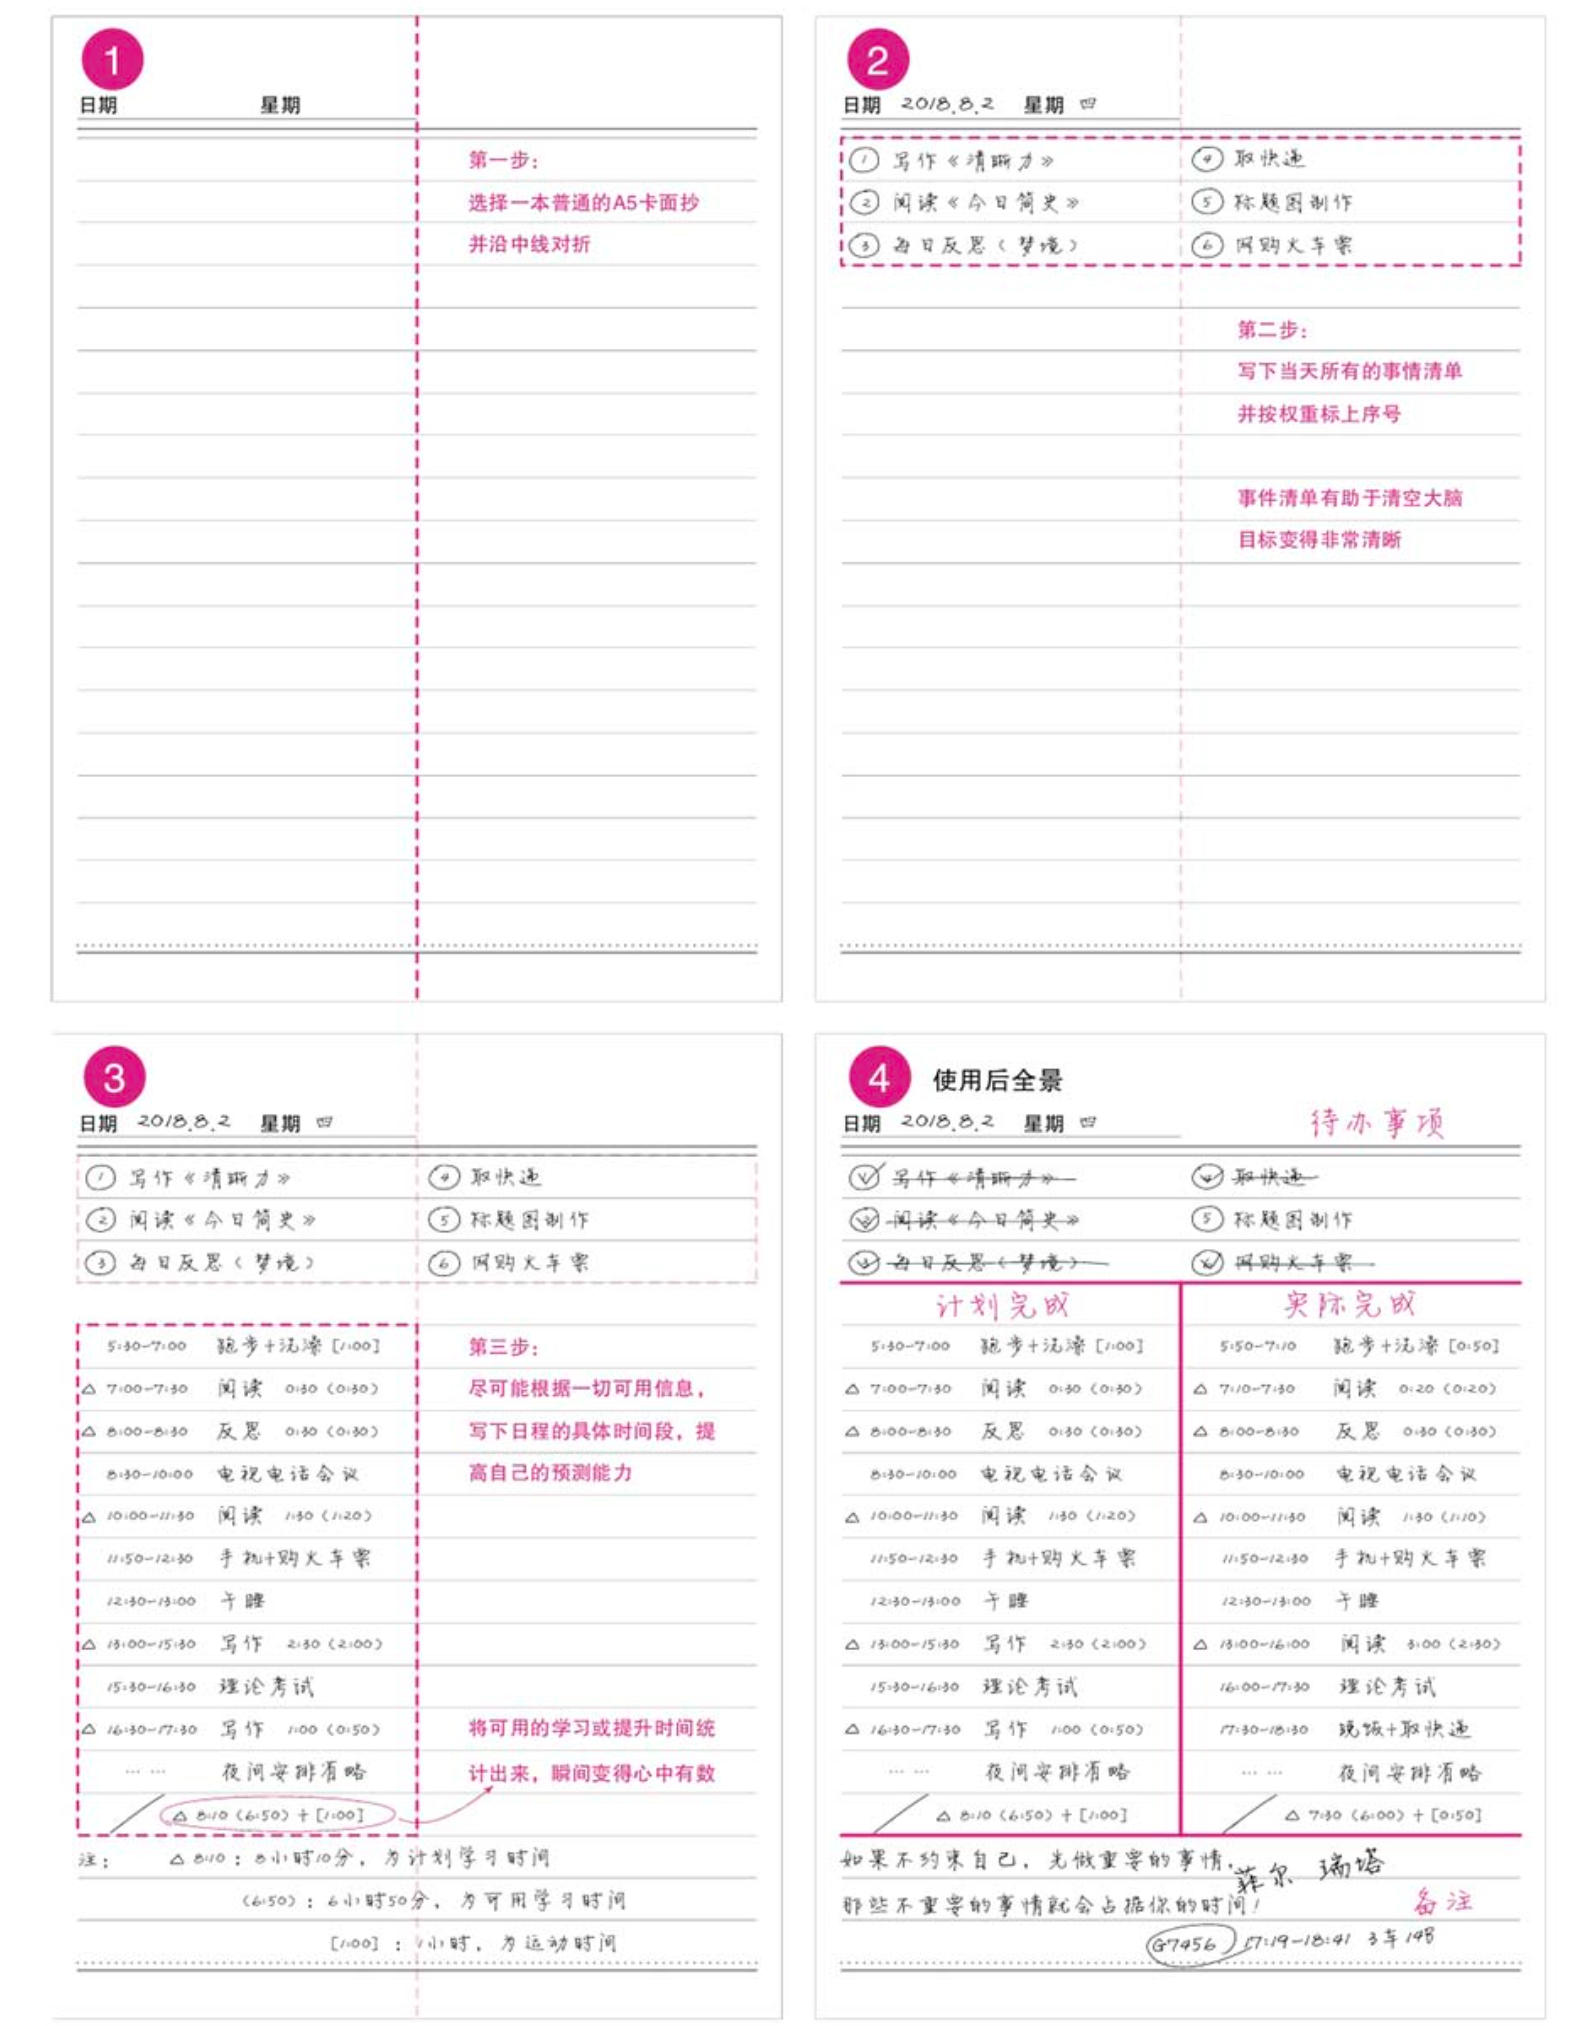 1
日期 星期
第一步：
选择一本普通的A5卡面抄
并沿中线对折
2
日期 2018.8.2 星期 四
① 写作《清晰力》 ④ 取快递
② 阅读《今日简史》 ⑤ 标题图制作
③ 每日反思（梦境） ⑥ 网购火车票
第二步：
写下当天所有的事情清单
并按权重标上序号
事件清单有助于清空大脑
目标变得非常清晰
3
日期 2018.8.2 星期 四
① 写作《清晰力》 ④ 取快递
② 阅读《今日简史》 ⑤ 标题图制作
③ 每日反思（梦境） ⑥ 网购火车票
5:30-7:00 跑步+洗澡 [1:00]
△ 7:00-7:30 阅读 0:30 (0:30)
△ 8:00-8:30 反思 0:30 (0:30)
8:30-10:00 电视电话会议
△ 10:00-11:30 阅读 1:30 (1:20)
11:50-12:30 手机+购火车票
12:30-13:00 午睡
△ 13:00-15:30 写作 2:30 (2:00)
15:30-16:30 理论考试
△ 16:30-17:30 写作 1:00 (0:50)
…… 夜间安排省略
△ 8:10 (6:50) + [1:00]
第三步：
尽可能根据一切可用信息，
写下日程的具体时间段，提
高自己的预测能力
将可用的学习或提升时间统
计出来，瞬间变得心中有数
注： △ 8:10：8小时10分，为计划学习时间
(6:50)：6小时50分，为可用学习时间
[1:00]：1小时，为运动时间
4 使用后全景
日期 2018.8.2 星期 四
待办事项
① 写作《清晰力》 ④ 取快递
② 阅读《今日简史》 ⑤ 标题图制作
③ 每日反思（梦境） ⑥ 网购火车票
计划完成
5:30-7:00 跑步+洗澡 [1:00]
△ 7:00-7:30 阅读 0:30 (0:30)
△ 8:00-8:30 反思 0:30 (0:30)
8:30-10:00 电视电话会议
△ 10:00-11:30 阅读 1:30 (1:20)
11:50-12:30 手机+购火车票
12:30-13:00 午睡
△ 13:00-15:30 写作 2:30 (2:00)
15:30-16:30 理论考试
△ 16:30-17:30 写作 1:00 (0:50)
…… 夜间安排省略
△ 8:10 (6:50) + [1:00]
实际完成
5:50-7:10 跑步+洗澡 [0:50]
△ 7:10-7:30 阅读 0:20 (0:20)
△ 8:00-8:30 反思 0:30 (0:30)
8:30-10:00 电视电话会议
△ 10:00-11:30 阅读 1:30 (1:10)
11:50-12:30 手机+购火车票
12:30-13:00 午睡
△ 13:00-16:00 阅读 3:00 (2:30)
16:00-17:30 理论考试
17:30-18:30 晚饭+取快递
…… 夜间安排省略
△ 7:30 (6:00) + [0:50]
如果不约束自己，先做重要的事情，
那些不重要的事情就会占据你的时间！
菲尔 瑞塔
备注
G7456 17:19-18:41 3车14B